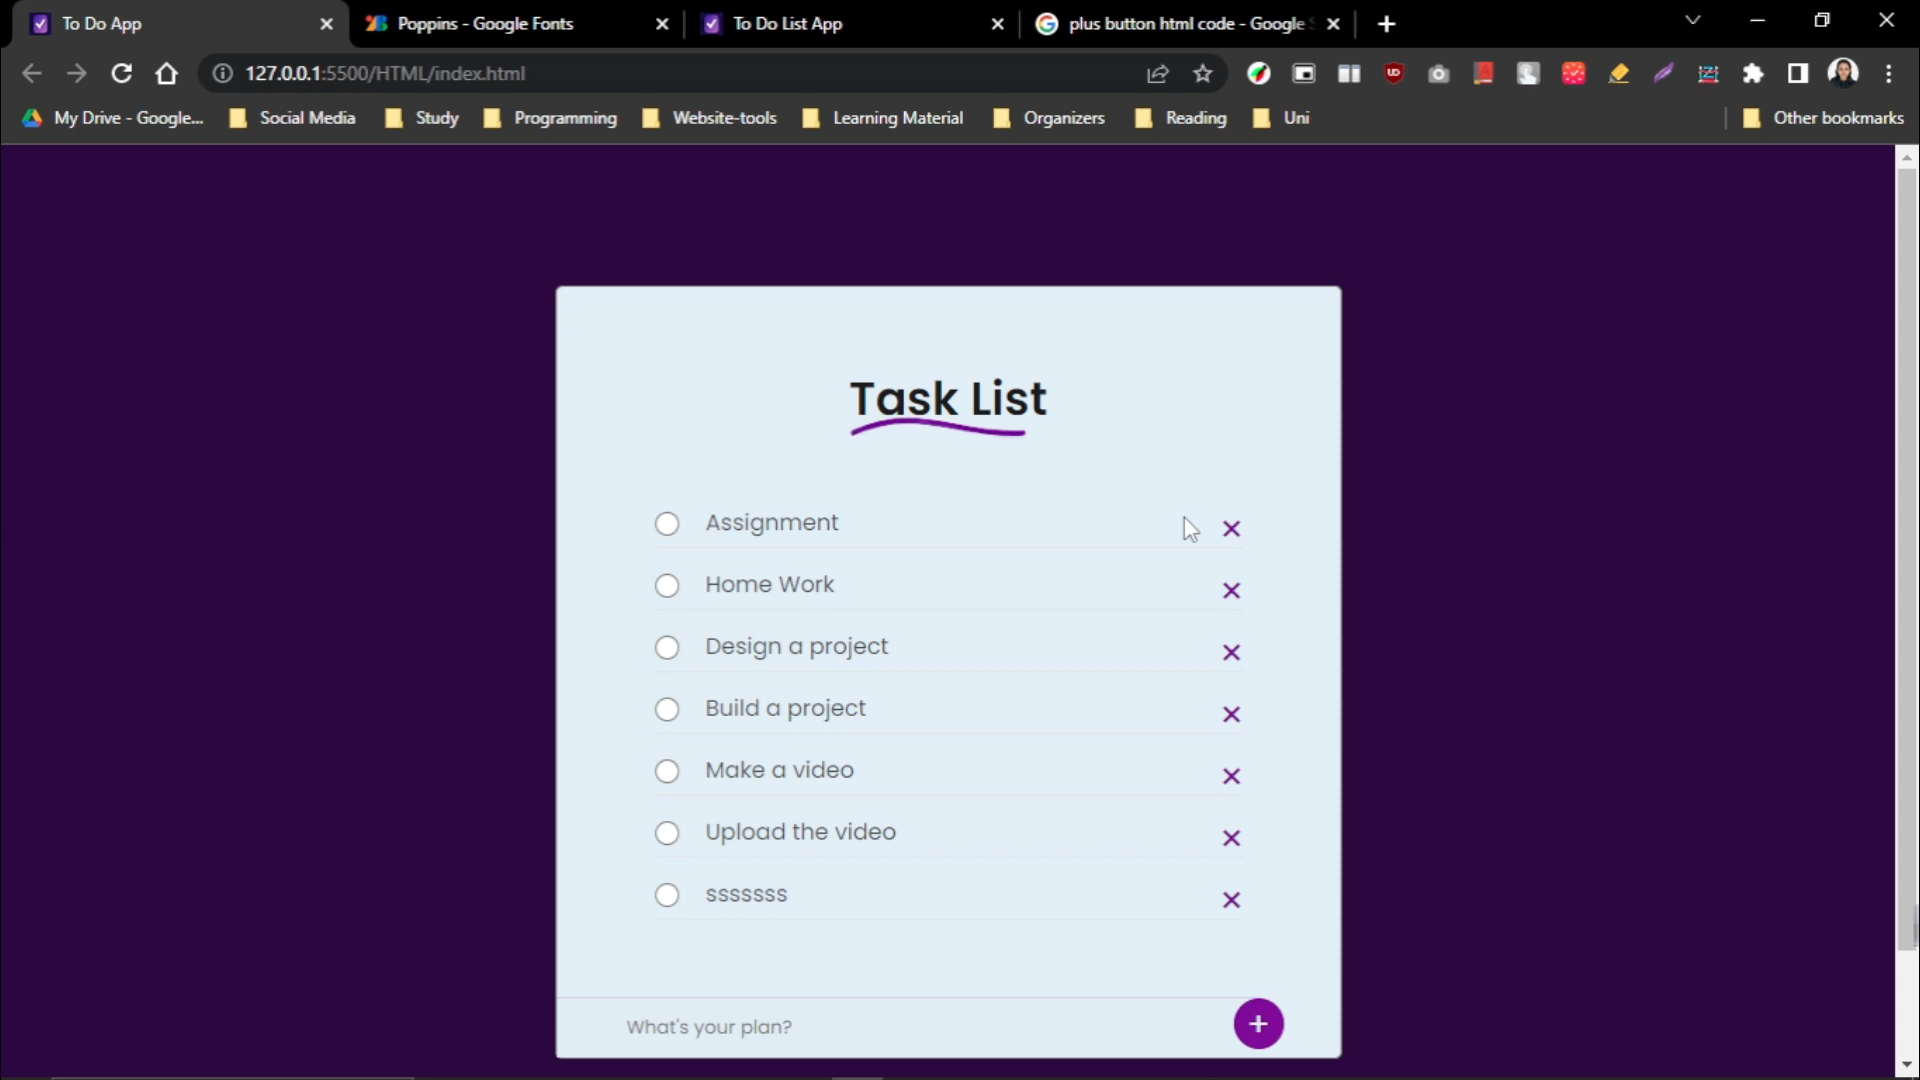 To Do App
Poppins - Google Fonts
To Do List App
plus button html code - Google S
127.0.0.1:5500/HTML/index.html
My Drive - Google...
Social Media
Study
Programming
Website-tools
Learning Material
Organizers
Reading
Uni
Other bookmarks
Task List
Assignment
Home Work
Design a project
Build a project
Make a video
Upload the video
sssssss
What's your plan?